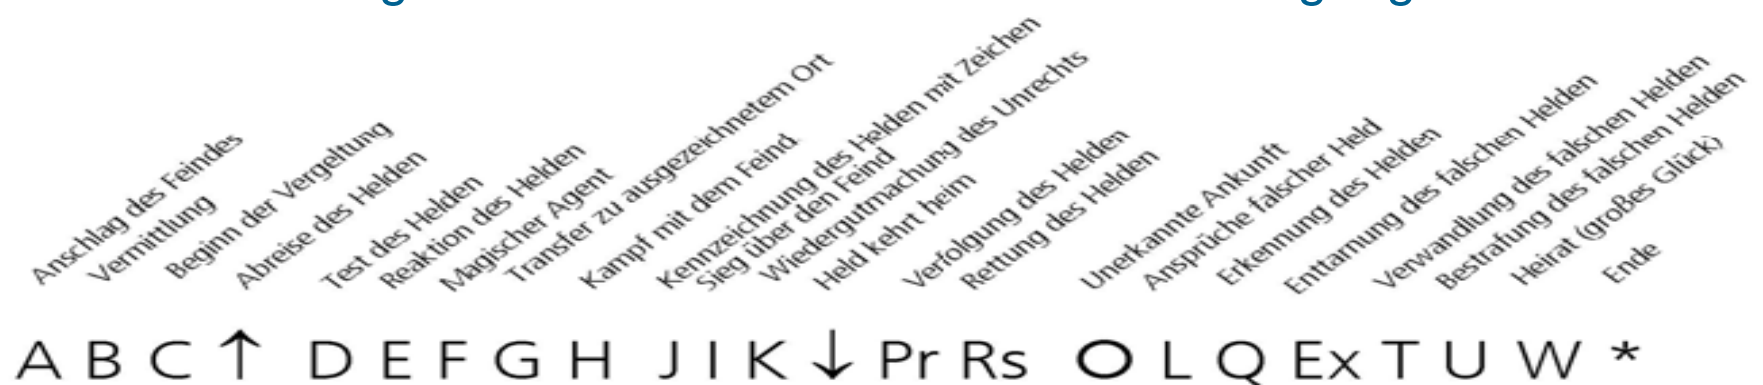 Anschlag des Feindes
Vermittlung
Beginn der Vergeltung
Abreise des Helden
Test des Helden
Reaktion des Helden
Magischer Agent
Transfer zu ausgezeichnetem Ort
Kampf mit dem Feind
Kennzeichnung des Helden mit Zeichen
Sieg über den Feind
Wiedergutmachung des Unrechts
Held kehrt heim
Verfolgung des Helden
Rettung des Helden
Unerkannte Ankunft
Ansprüche falscher Held
Erkennung des Helden
Enttarnung des falschen Helden
Verwandlung des falschen Helden
Bestrafung des falschen Helden
Heirat (großes Glück)
Ende
A B C ↑ D E F G H J I K ↓ Pr Rs O L Q Ex T U W *